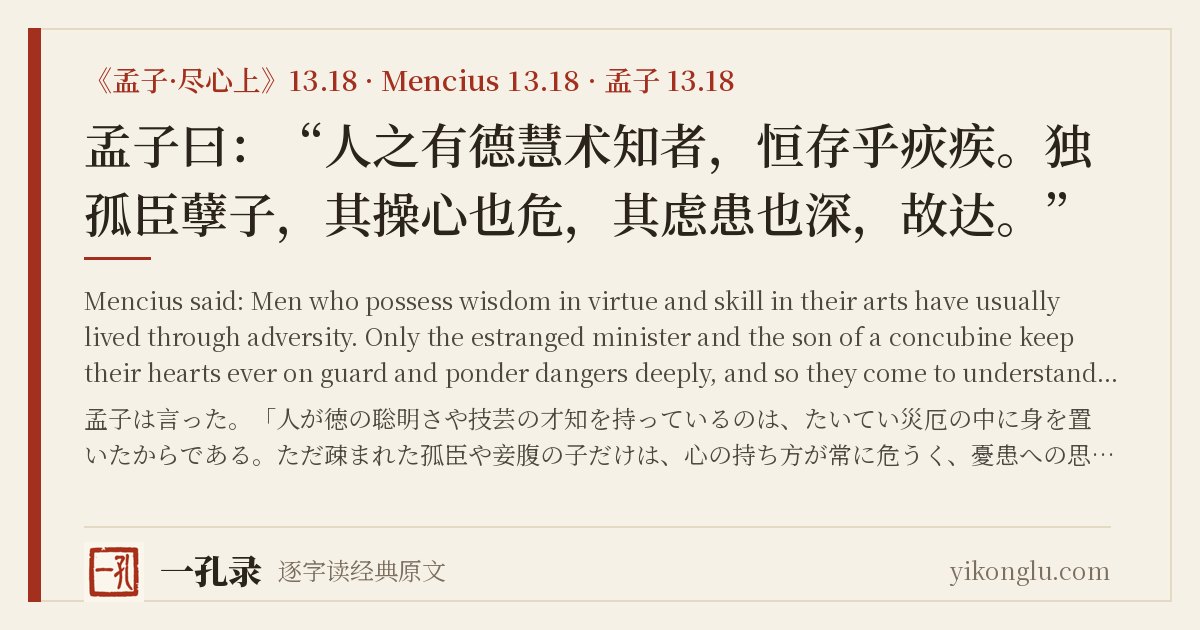 《孟子·尽心上》13.18 · Mencius 13.18 · 孟子 13.18
孟子曰：“人之有德慧术知者，恒存乎疢疾。独
孤臣孽子，其操心也危，其虑患也深，故达。”
Mencius said: Men who possess wisdom in virtue and skill in their arts have usually
lived through adversity. Only the estranged minister and the son of a concubine keep
their hearts ever on guard and ponder dangers deeply, and so they come to understand…
孟子は言った。「人が徳の聡明さや技芸の才知を持っているのは、たいてい災厄の中に身を置
いたからである。ただ疎まれた孤臣や妾腹の子だけは、心の持ち方が常に危うく、憂患への思…
一孔
一孔录 逐字读经典原文 yikonglu.com